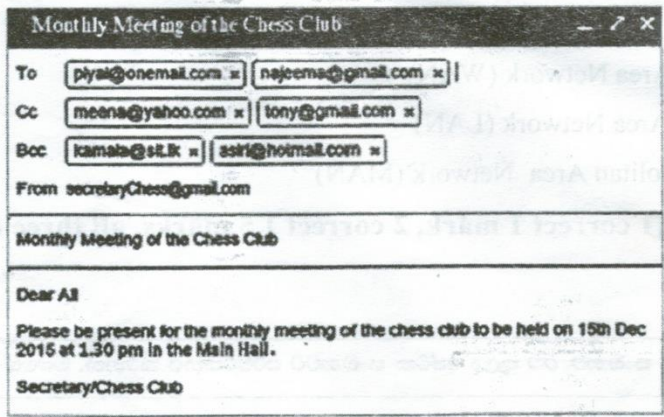 Monthly Meeting of the Chess Club
To piyal@onemail.com × najeema@gmail.com ×
Cc meena@yahoo.com × tony@gmail.com ×
Bcc kamala@sit.lk × asiri@hotmail.com ×
From secretaryChess@gmail.com
Monthly Meeting of the Chess Club
Dear All
Please be present for the monthly meeting of the chess club to be held on 15th Dec
2015 at 1.30 pm in the Main Hall.
Secretary/Chess Club